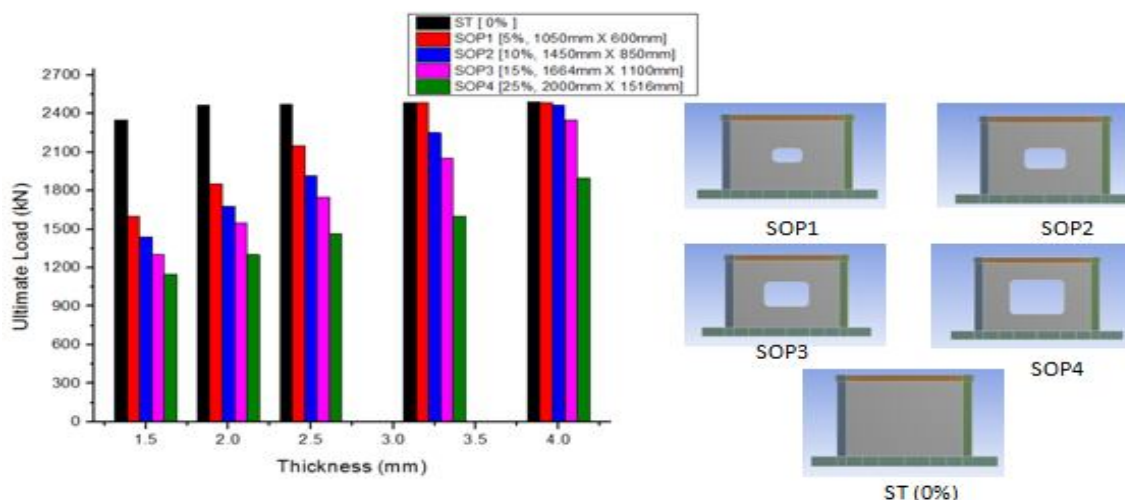 ST [ 0% ]
SOP1 [5%, 1050mm X 600mm]
SOP2 [10%, 1450mm X 850mm]
SOP3 [15%, 1664mm X 1100mm]
SOP4 [25%, 2000mm X 1516mm]
2700
2400
2100
1800
1500
1200
900
600
300
0
Ultimate Load (kN)
1.5
2.0
2.5
3.0
3.5
4.0
Thickness (mm)
SOP1
SOP2
SOP3
SOP4
ST (0%)